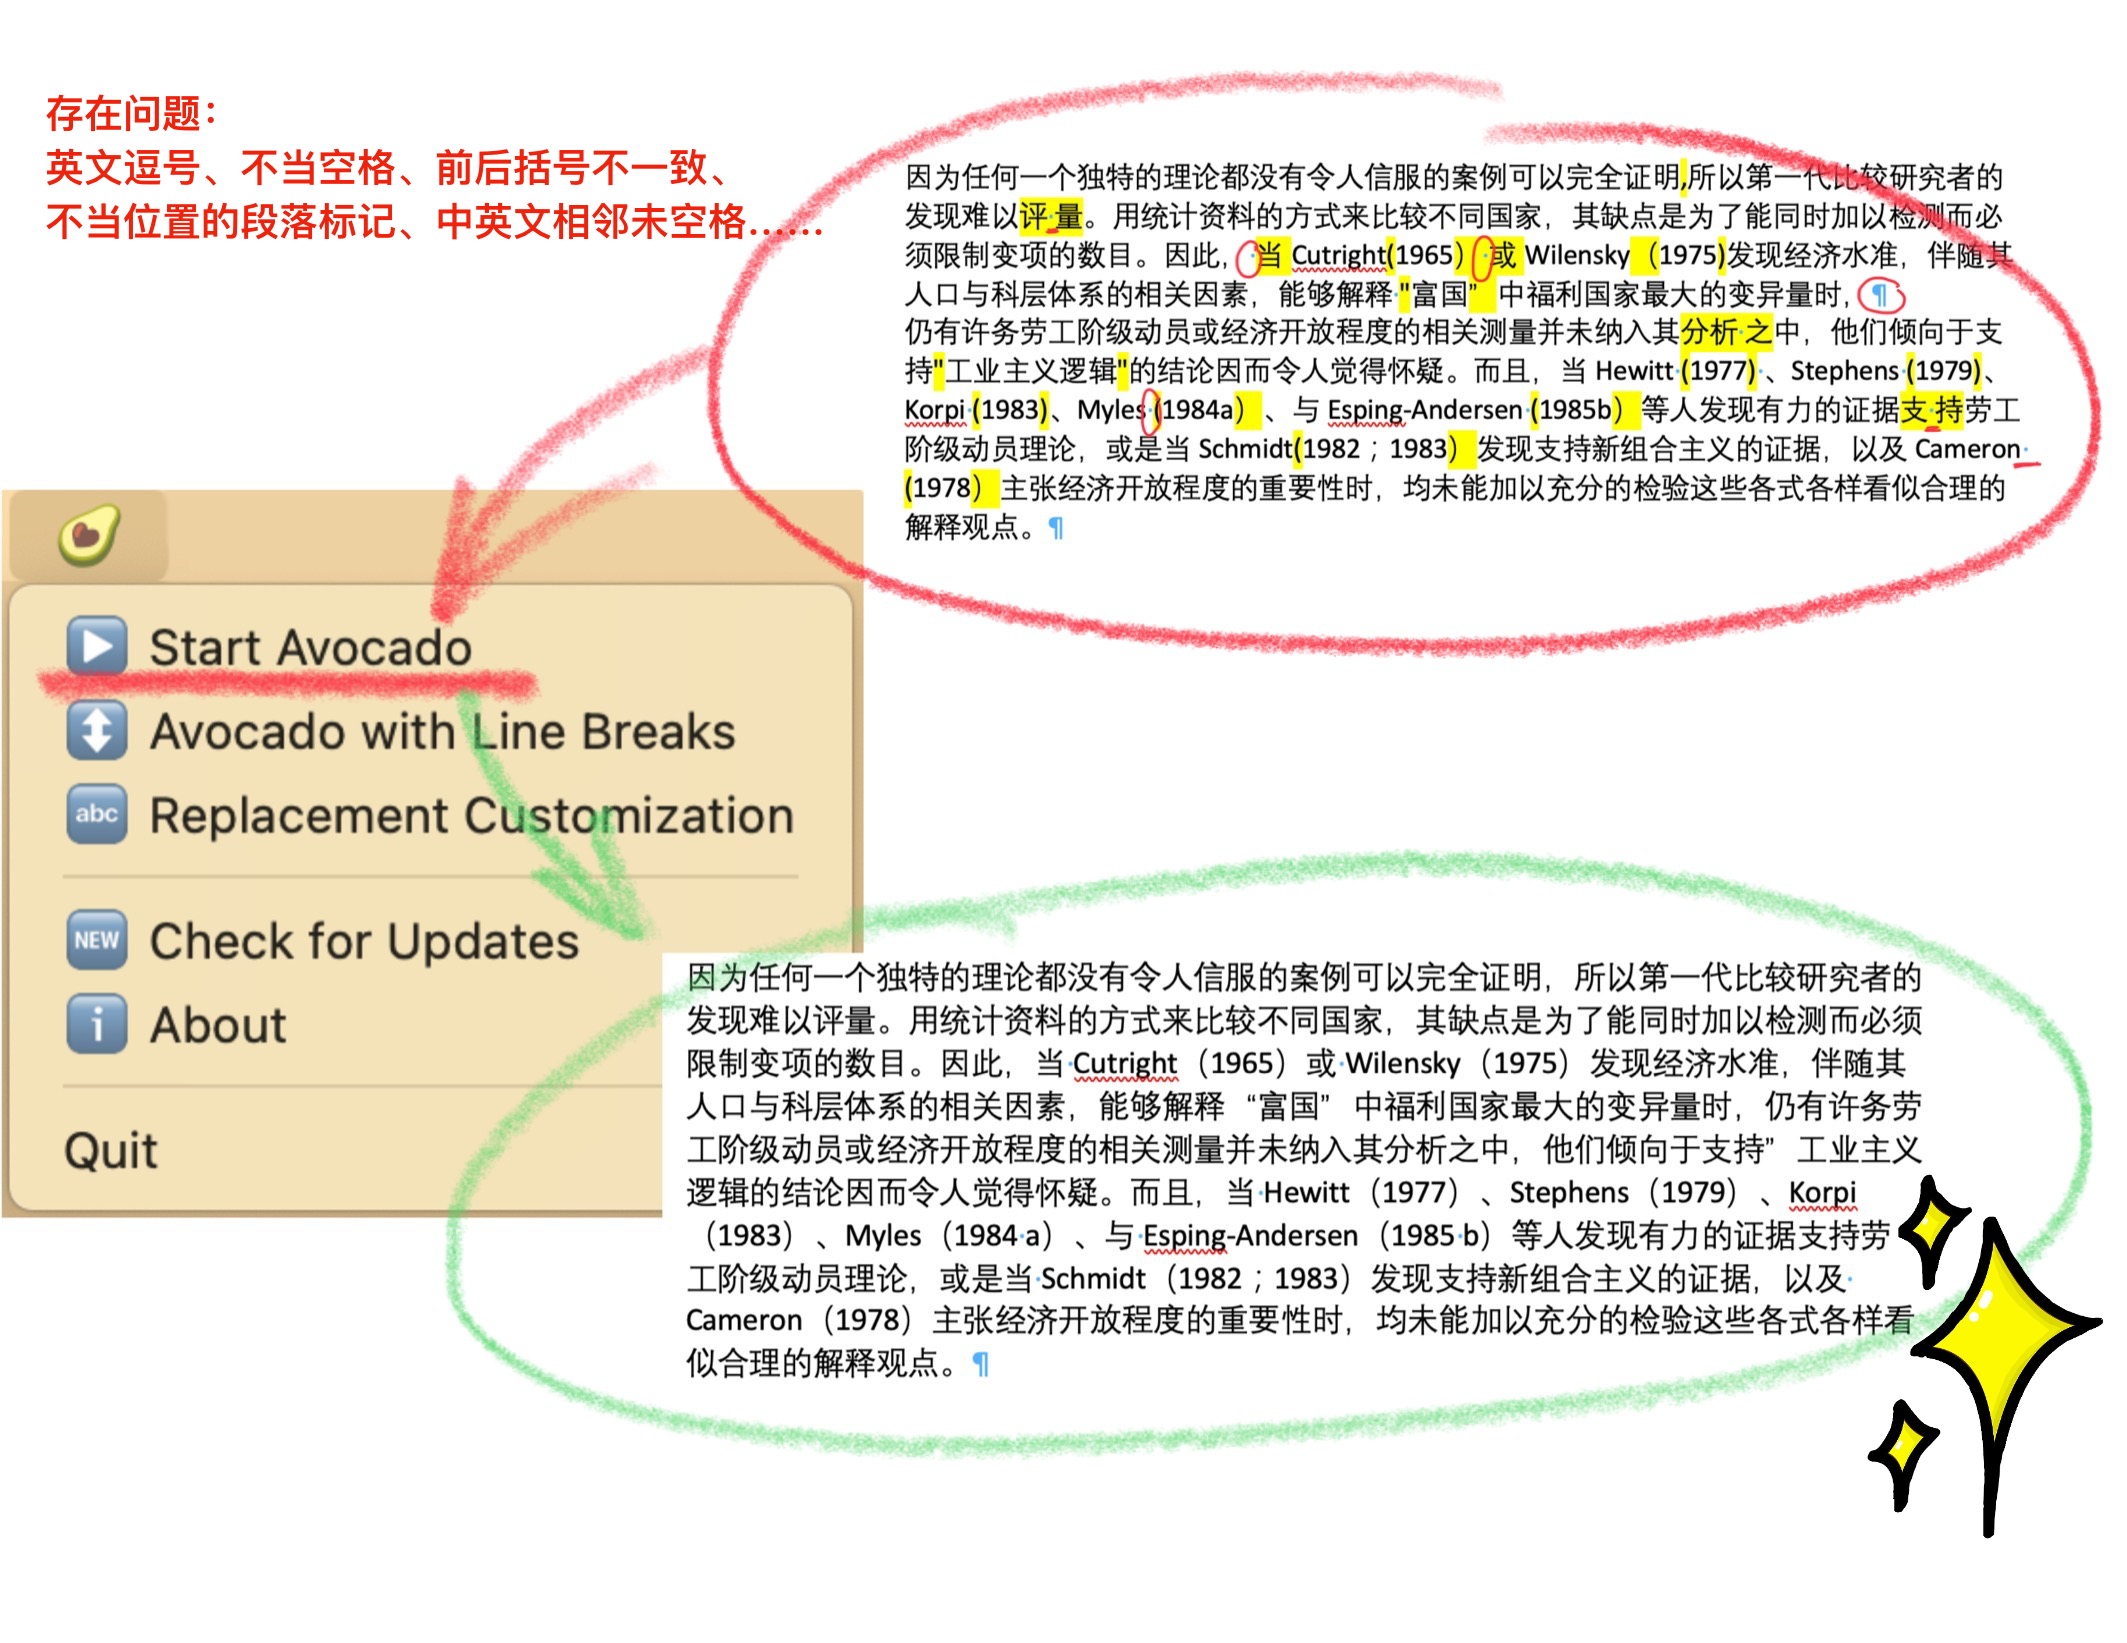 存在问题：
英文逗号、不当空格、前后括号不一致、
不当位置的段落标记、中英文相邻未空格......
因为任何一个独特的理论都没有令人信服的案例可以完全证明,所以第一代比较研究者的
发现难以评·量。用统计资料的方式来比较不同国家，其缺点是为了能同时加以检测而必
须限制变项的数目。因此，·当 Cutright(1965）·或 Wilensky（1975)发现经济水准，伴随其
人口与科层体系的相关因素，能够解释·"富国”中福利国家最大的变异量时，¶
仍有许务劳工阶级动员或经济开放程度的相关测量并未纳入其分析·之中，他们倾向于支
持"工业主义逻辑"的结论因而令人觉得怀疑。而且，当 Hewitt·(1977)·、Stephens·(1979)、
Korpi·(1983)、Myles·(1984a）、与 Esping-Andersen·(1985b）等人发现有力的证据支·持劳工
阶级动员理论，或是当 Schmidt(1982；1983）发现支持新组合主义的证据，以及 Cameron·
(1978）主张经济开放程度的重要性时，均未能加以充分的检验这些各式各样看似合理的
解释观点。¶
Start Avocado
Avocado with Line Breaks
abc Replacement Customization
NEW Check for Updates
i About
Quit
因为任何一个独特的理论都没有令人信服的案例可以完全证明，所以第一代比较研究者的
发现难以评量。用统计资料的方式来比较不同国家，其缺点是为了能同时加以检测而必须
限制变项的数目。因此，当·Cutright（1965）或·Wilensky（1975）发现经济水准，伴随其
人口与科层体系的相关因素，能够解释“富国”中福利国家最大的变异量时，仍有许务劳
工阶级动员或经济开放程度的相关测量并未纳入其分析之中，他们倾向于支持”工业主义
逻辑的结论因而令人觉得怀疑。而且，当·Hewitt（1977）、Stephens（1979）、Korpi
（1983）、Myles（1984·a）、与·Esping-Andersen（1985·b）等人发现有力的证据支持劳
工阶级动员理论，或是当·Schmidt（1982；1983）发现支持新组合主义的证据，以及·
Cameron（1978）主张经济开放程度的重要性时，均未能加以充分的检验这些各式各样看
似合理的解释观点。¶